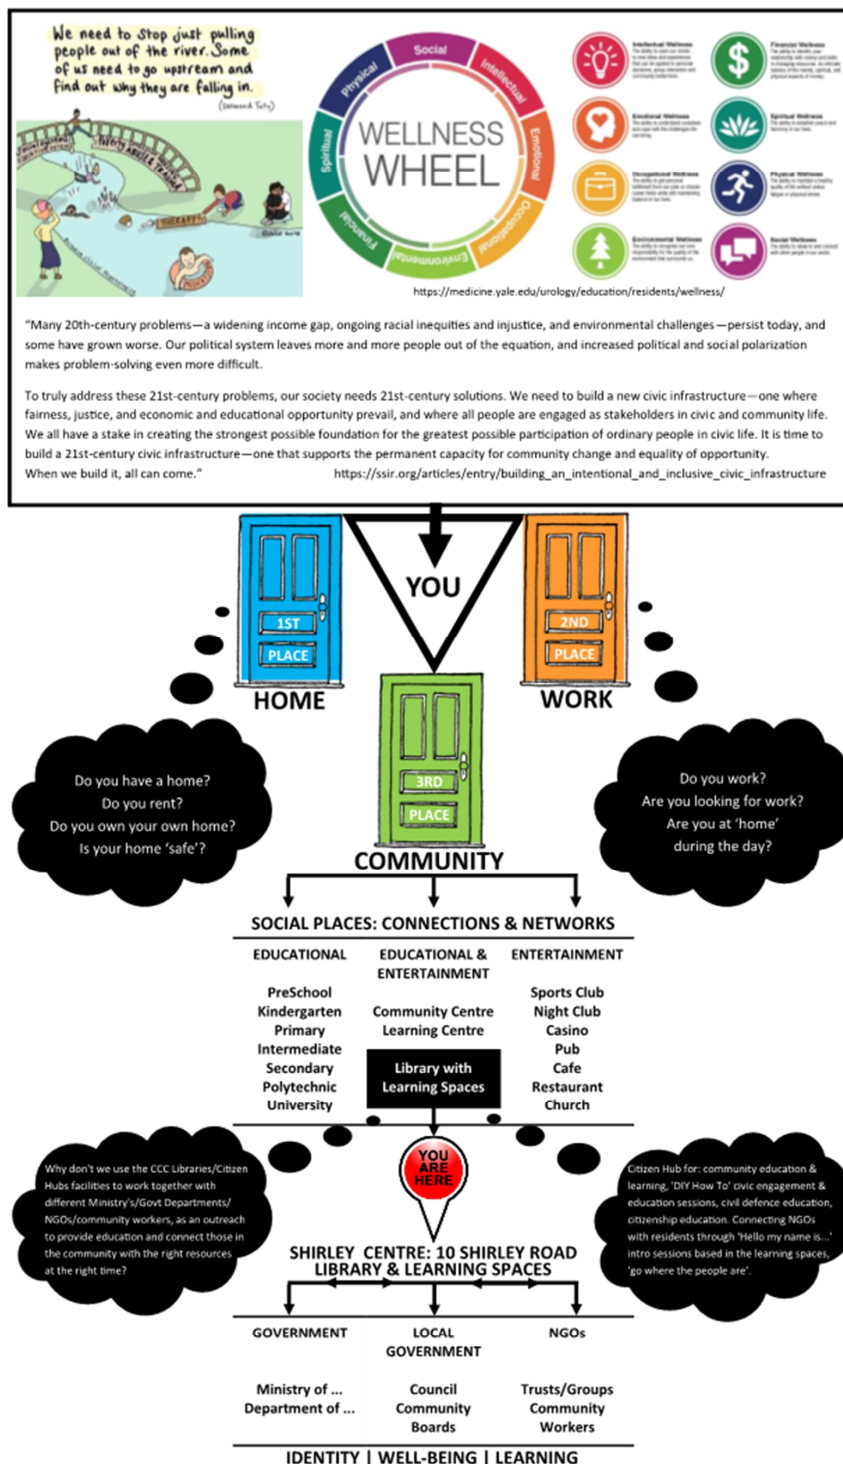 We need to stop just pulling
people out of the river. Some
of us need to go upstream and
find out why they are falling in.
(Desmond Tutu)
THERAPY
WELLNESS
WHEEL
Social
Intellectual
Emotional
Occupational
Environmental
Financial
Spiritual
Physical
Intellectual Wellness
Financial Wellness
Emotional Wellness
Spiritual Wellness
Occupational Wellness
Physical Wellness
Environmental Wellness
Social Wellness
https://medicine.yale.edu/urology/education/residents/wellness/
“Many 20th-century problems—a widening income gap, ongoing racial inequities and injustice, and environmental challenges—persist today, and
some have grown worse. Our political system leaves more and more people out of the equation, and increased political and social polarization
makes problem-solving even more difficult.
To truly address these 21st-century problems, our society needs 21st-century solutions. We need to build a new civic infrastructure—one where
fairness, justice, and economic and educational opportunity prevail, and where all people are engaged as stakeholders in civic and community life.
We all have a stake in creating the strongest possible foundation for the greatest possible participation of ordinary people in civic life. It is time to
build a 21st-century civic infrastructure—one that supports the permanent capacity for community change and equality of opportunity.
When we build it, all can come.” https://ssir.org/articles/entry/building_an_intentional_and_inclusive_civic_infrastructure
YOU
1ST
PLACE
HOME
2ND
PLACE
WORK
3RD
PLACE
COMMUNITY
Do you have a home?
Do you rent?
Do you own your own home?
Is your home ‘safe’?
Do you work?
Are you looking for work?
Are you at ‘home’
during the day?
SOCIAL PLACES: CONNECTIONS & NETWORKS
EDUCATIONAL
PreSchool
Kindergarten
Primary
Intermediate
Secondary
Polytechnic
University
EDUCATIONAL &
ENTERTAINMENT
Community Centre
Learning Centre
Library with
Learning Spaces
ENTERTAINMENT
Sports Club
Night Club
Casino
Pub
Cafe
Restaurant
Church
Why don't we use the CCC Libraries/Citizen
Hubs facilities to work together with
different Ministry's/Govt Departments/
NGOs/community workers, as an outreach
to provide education and connect those in
the community with the right resources
at the right time?
YOU
ARE
HERE
Citizen Hub for: community education &
learning, 'DIY How To' civic engagement &
education sessions, civil defence education,
citizenship education. Connecting NGOs
with residents through 'Hello my name is...'
intro sessions based in the learning spaces,
'go where the people are'.
SHIRLEY CENTRE: 10 SHIRLEY ROAD
LIBRARY & LEARNING SPACES
GOVERNMENT
Ministry of ...
Department of ...
LOCAL
GOVERNMENT
Council
Community
Boards
NGOs
Trusts/Groups
Community
Workers
IDENTITY | WELL-BEING | LEARNING